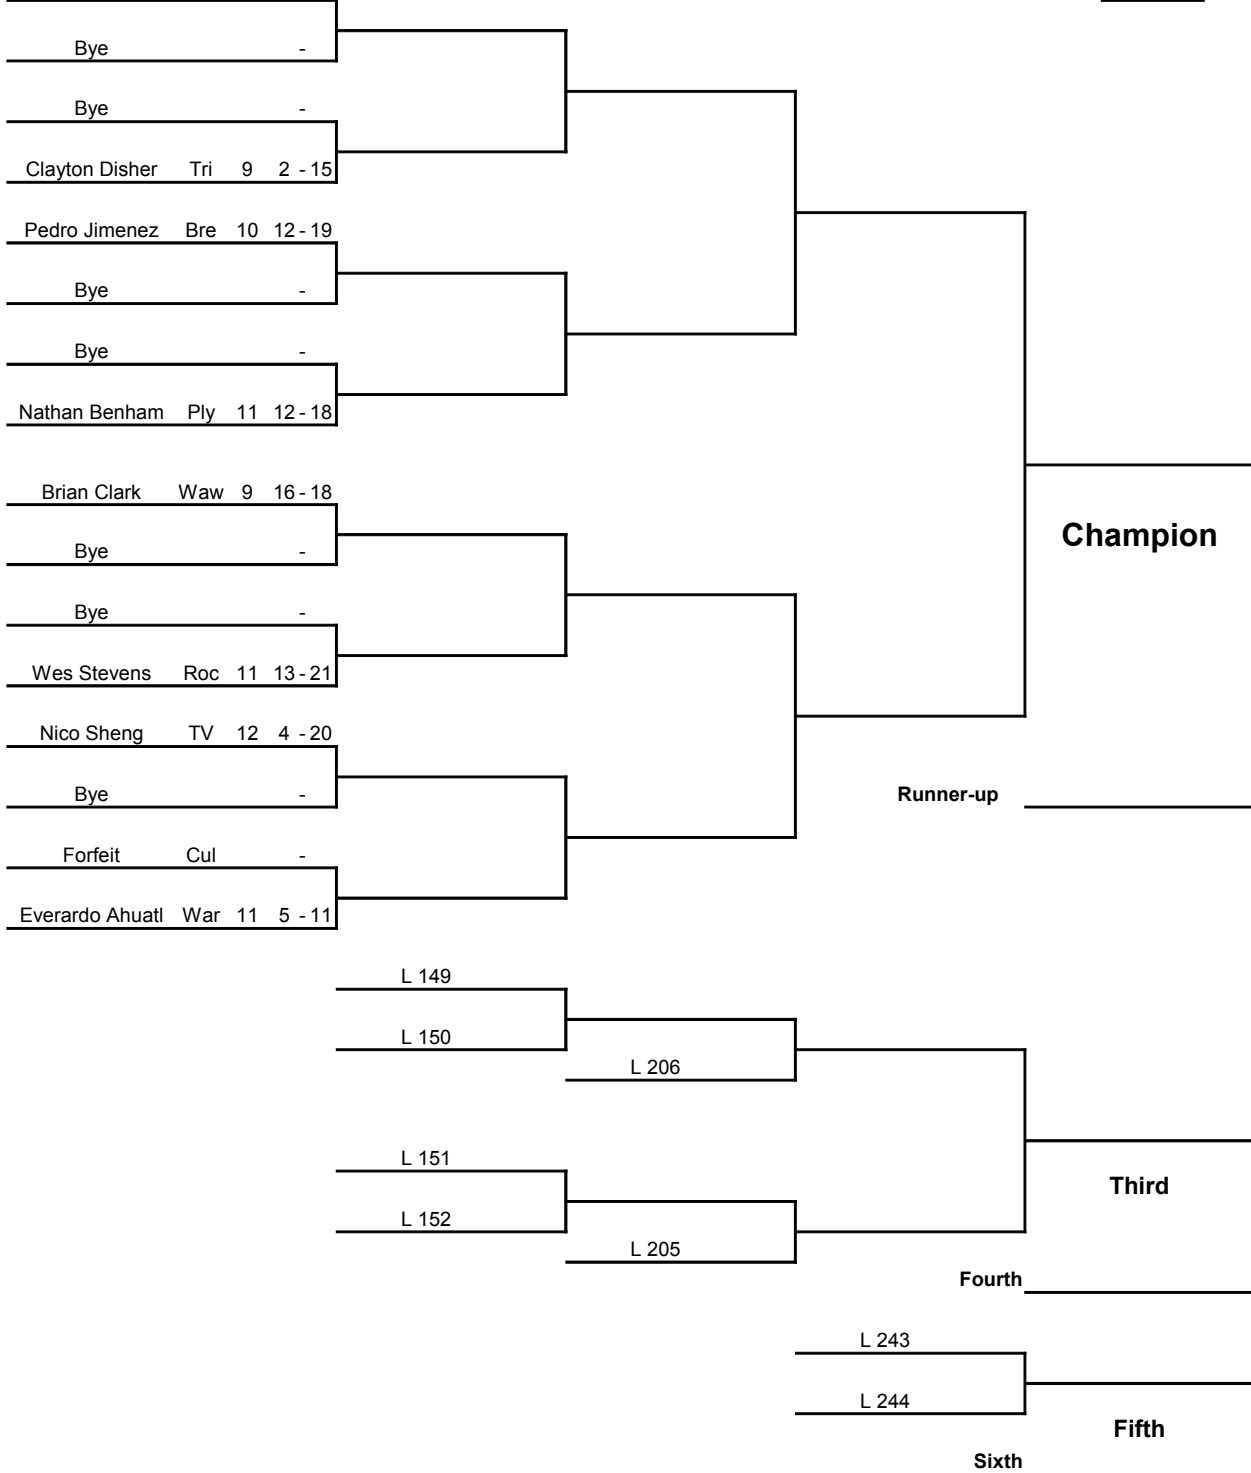 Bye -
Bye -
Clayton Disher Tri 9 2 - 15
Pedro Jimenez Bre 10 12 - 19
Bye -
Bye -
Nathan Benham Ply 11 12 - 18
Brian Clark Waw 9 16 - 18
Champion
Bye -
Bye -
Wes Stevens Roc 11 13 - 21
Nico Sheng TV 12 4 - 20
Bye -
Runner-up
Forfeit Cul -
Everardo Ahuatl War 11 5 - 11
L 149
L 150
L 206
L 151
Third
L 152
L 205
Fourth
L 243
L 244
Fifth
Sixth